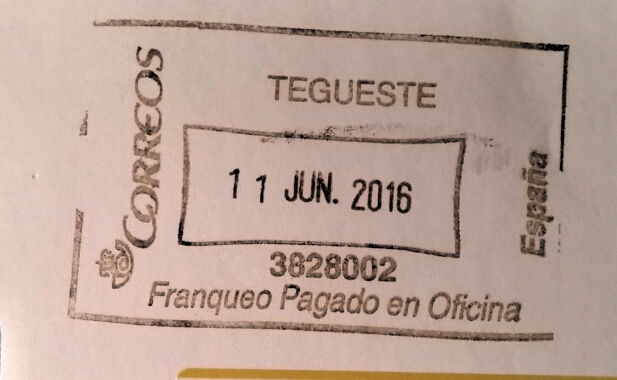 CORREOS
TEGUESTE
11 JUN. 2016
España
3828002
Franqueo Pagado en Oficina